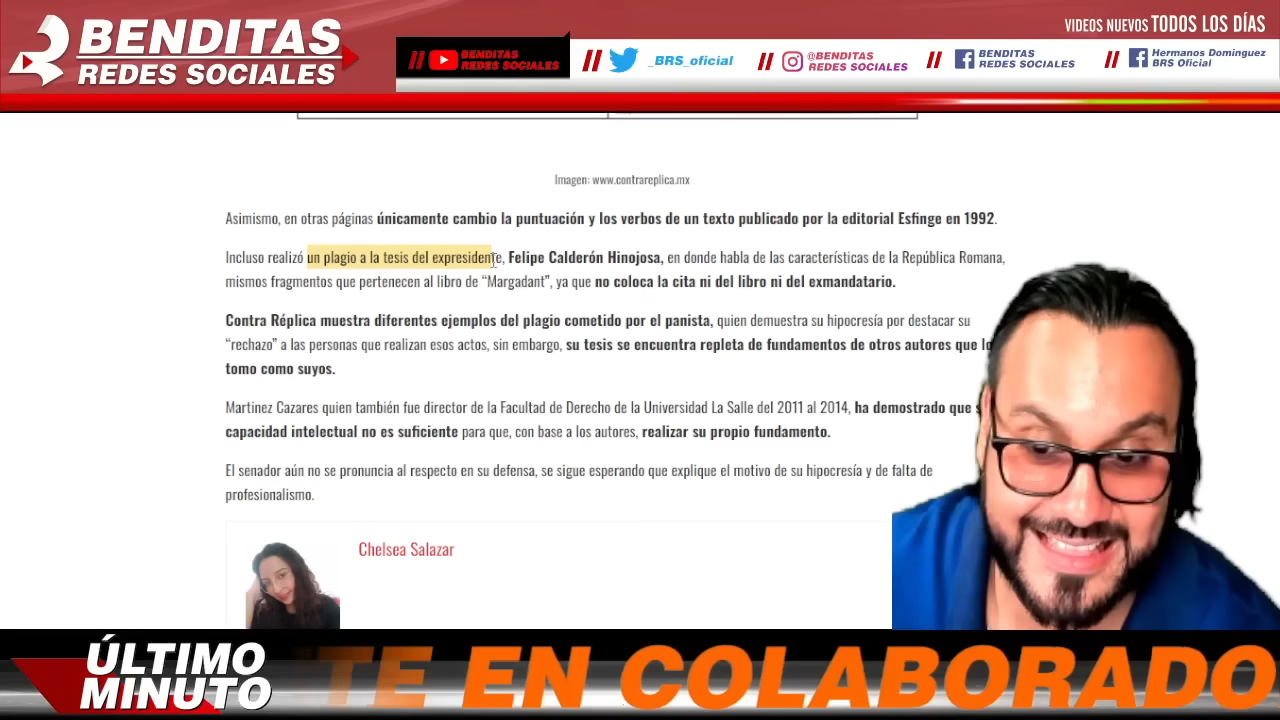 BENDITAS
REDES SOCIALES
VIDEOS NUEVOS TODOS LOS DÍAS
// BENDITAS REDES SOCIALES
// _BRS_oficial
// @BENDITAS REDES SOCIALES
// BENDITAS REDES SOCIALES
// Hermanos Dominguez BRS Oficial
Imagen: www.contrareplica.mx
Asimismo, en otras páginas únicamente cambio la puntuación y los verbos de un texto publicado por la editorial Esfinge en 1992.
Incluso realizó un plagio a la tesis del expresidente, Felipe Calderón Hinojosa, en donde habla de las características de la República Romana,
mismos fragmentos que pertenecen al libro de “Margadant”, ya que no coloca la cita ni del libro ni del exmandatario.
Contra Réplica muestra diferentes ejemplos del plagio cometido por el panista, quien demuestra su hipocresía por destacar su
“rechazo” a las personas que realizan esos actos, sin embargo, su tesis se encuentra repleta de fundamentos de otros autores que lo
tomo como suyos.
Martinez Cazares quien también fue director de la Facultad de Derecho de la Universidad La Salle del 2011 al 2014, ha demostrado que
capacidad intelectual no es suficiente para que, con base a los autores, realizar su propio fundamento.
El senador aún no se pronuncia al respecto en su defensa, se sigue esperando que explique el motivo de su hipocresía y de falta de
profesionalismo.
Chelsea Salazar
ÚLTIMO
MINUTO
TE EN COLABORADO